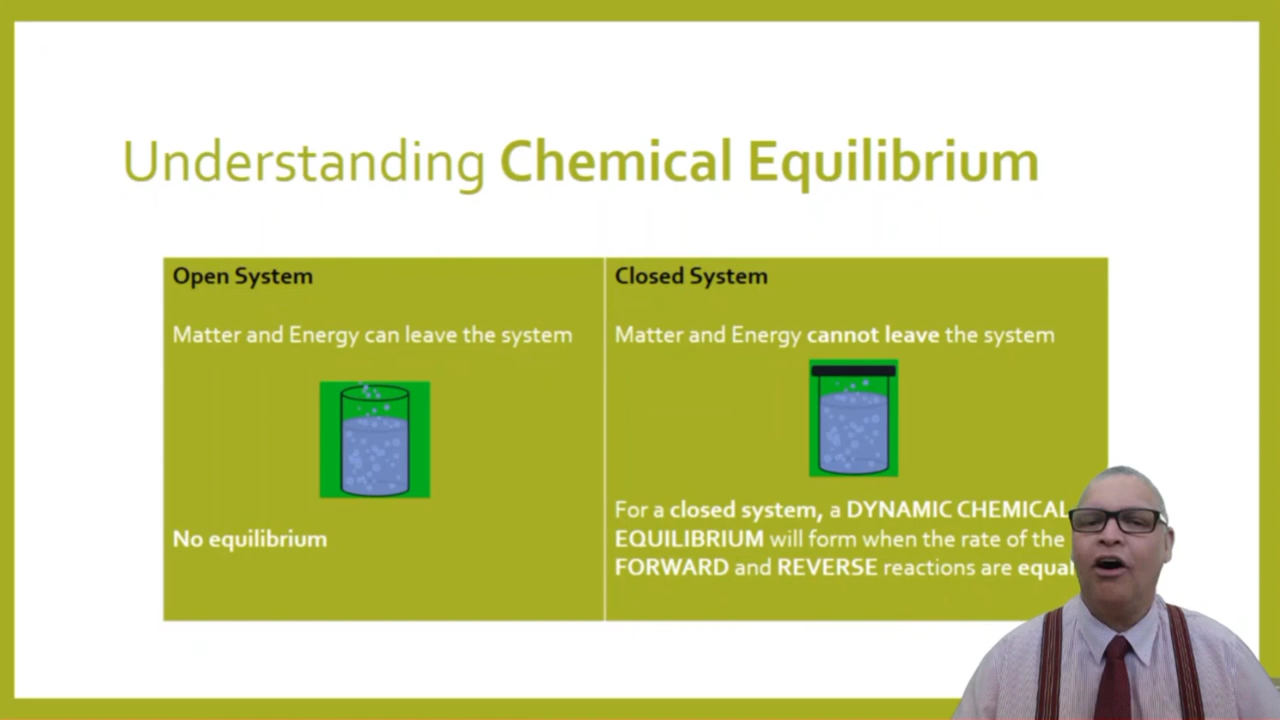 Understanding Chemical Equilibrium
Open System
Matter and Energy can leave the system
No equilibrium
Closed System
Matter and Energy cannot leave the system
For a closed system, a DYNAMIC CHEMICAL
EQUILIBRIUM will form when the rate of the
FORWARD and REVERSE reactions are equal